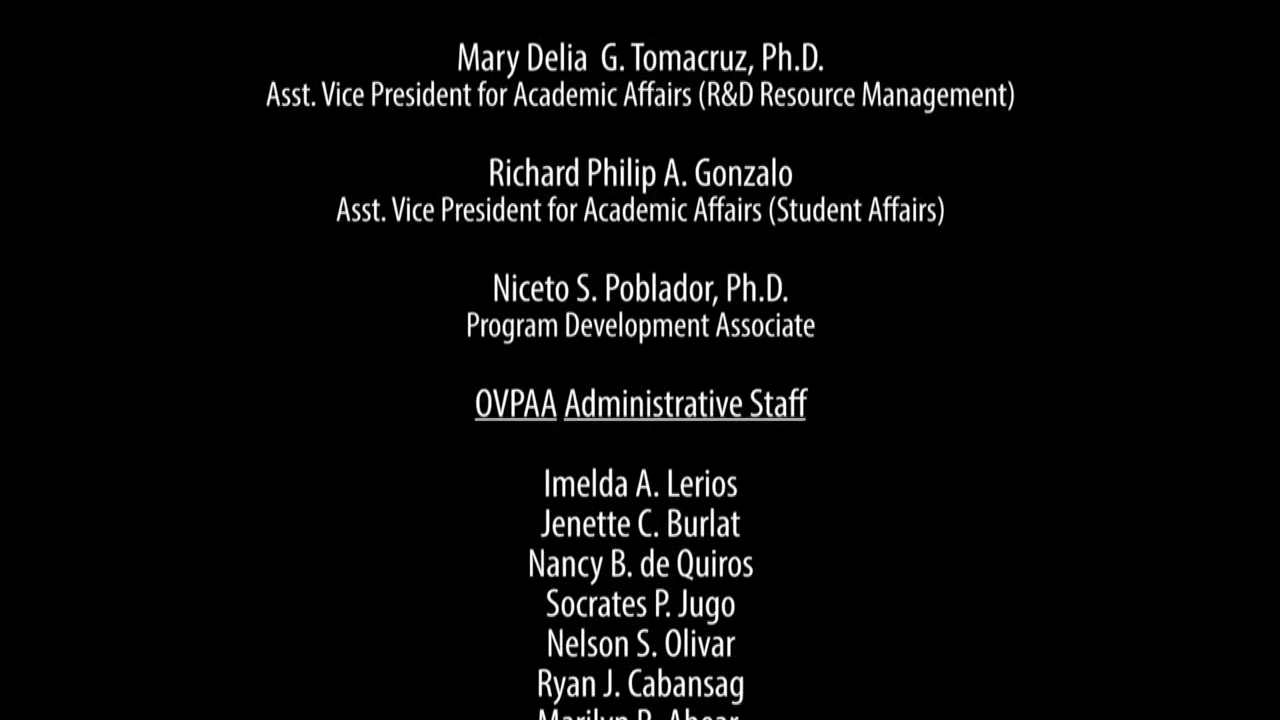 Mary Delia  G. Tomacruz, Ph.D.
Asst. Vice President for Academic Affairs (R&D Resource Management)
Richard Philip A. Gonzalo
Asst. Vice President for Academic Affairs (Student Affairs)
Niceto S. Poblador, Ph.D.
Program Development Associate
OVPAA Administrative Staff
Imelda A. Lerios
Jenette C. Burlat
Nancy B. de Quiros
Socrates P. Jugo
Nelson S. Olivar
Ryan J. Cabansag
Marilyn